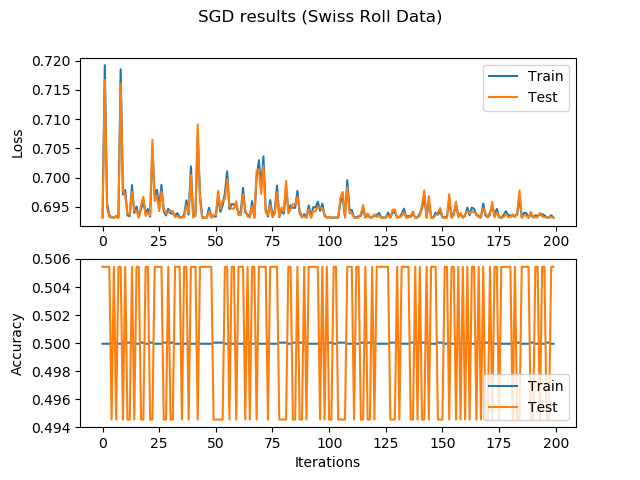 SGD results (Swiss Roll Data)
0.720
0.715
0.710
0.705
0.700
0.695
Loss
Train
Test
0 25 50 75 100 125 150 175 200
0.506
0.504
0.502
0.500
0.498
0.496
0.494
Accuracy
Train
Test
0 25 50 75 100 125 150 175 200
Iterations